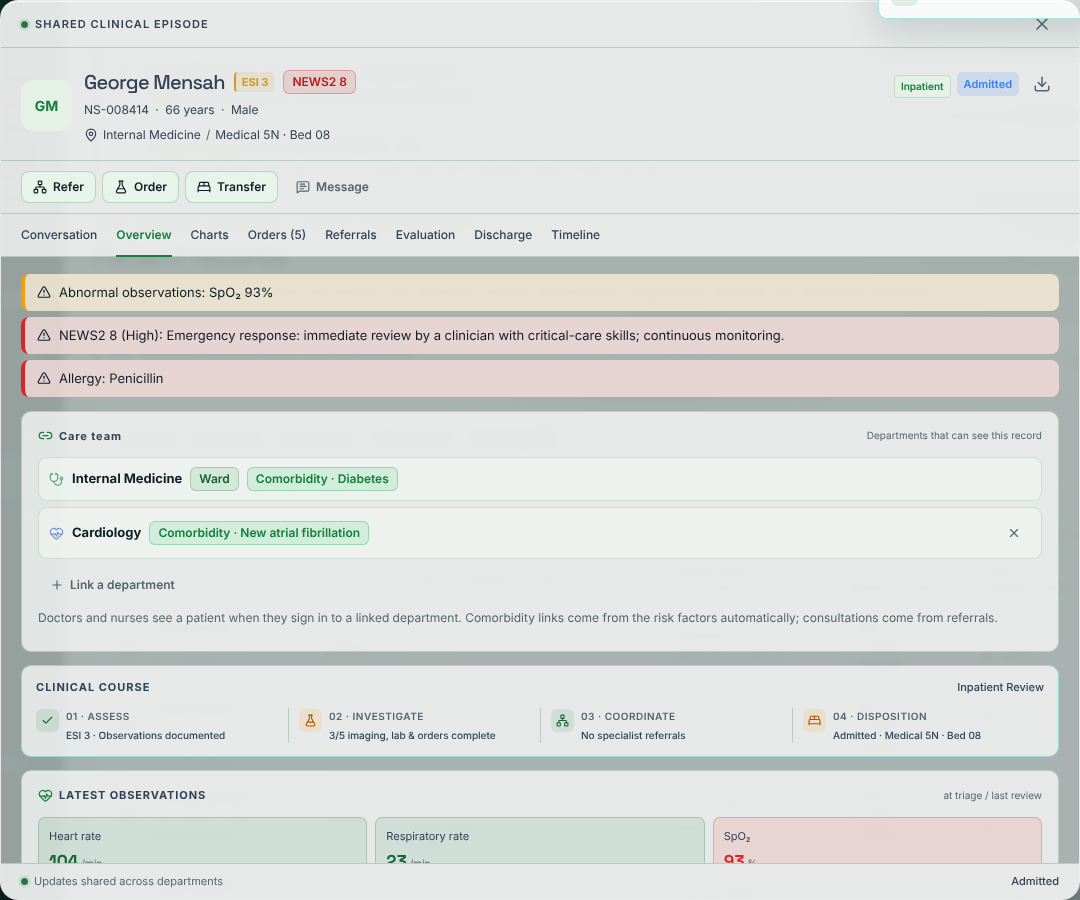 SHARED CLINICAL EPISODE
GM
George Mensah ESI 3 NEWS2 8
NS-008414 · 66 years · Male
Internal Medicine / Medical 5N · Bed 08
Inpatient Admitted
Refer Order Transfer Message
Conversation Overview Charts Orders (5) Referrals Evaluation Discharge Timeline
Abnormal observations: SpO₂ 93%
NEWS2 8 (High): Emergency response: immediate review by a clinician with critical-care skills; continuous monitoring.
Allergy: Penicillin
Care team Departments that can see this record
Internal Medicine Ward Comorbidity · Diabetes
Cardiology Comorbidity · New atrial fibrillation
Link a department
Doctors and nurses see a patient when they sign in to a linked department. Comorbidity links come from the risk factors automatically; consultations come from referrals.
CLINICAL COURSE Inpatient Review
01 · ASSESS
ESI 3 · Observations documented
02 · INVESTIGATE
3/5 imaging, lab & orders complete
03 · COORDINATE
No specialist referrals
04 · DISPOSITION
Admitted · Medical 5N · Bed 08
LATEST OBSERVATIONS at triage / last review
Heart rate
104 /min
Respiratory rate
23 /min
SpO₂
93 %
Updates shared across departments Admitted